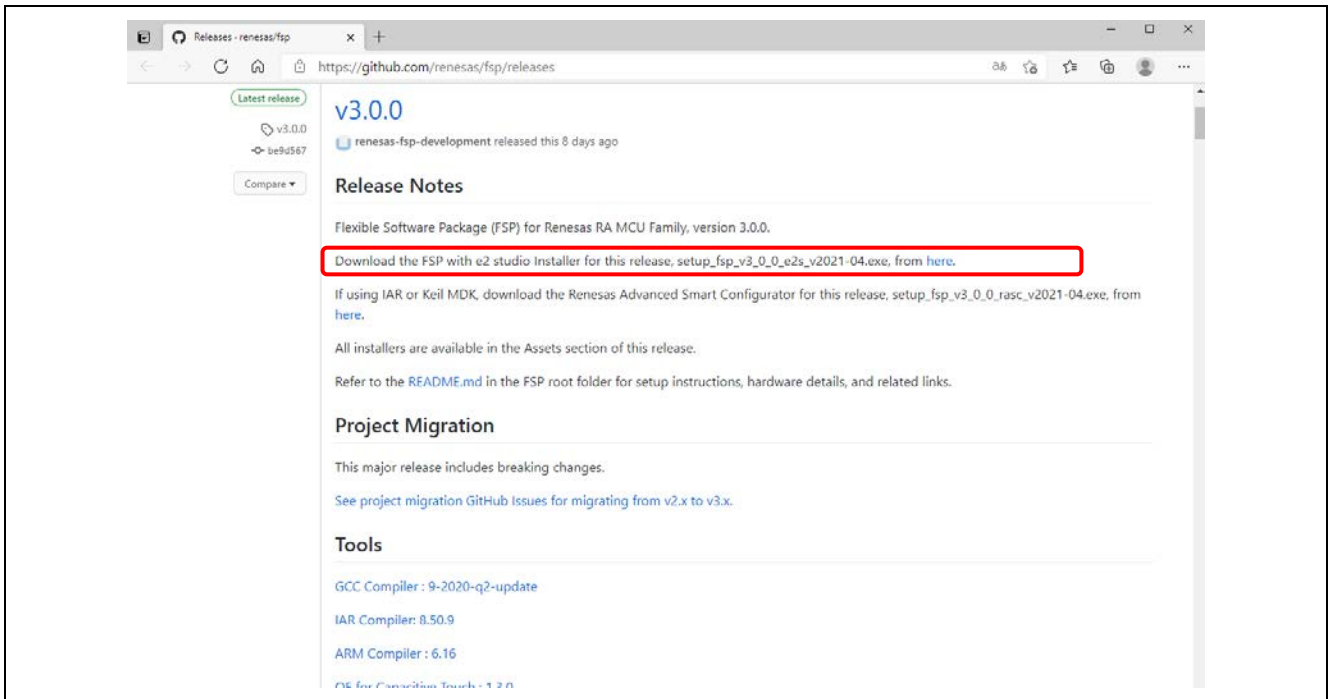 Releases · renesas/fsp
https://github.com/renesas/fsp/releases
Latest release
v3.0.0
be9d567
Compare
v3.0.0
renesas-fsp-development released this 8 days ago
Release Notes
Flexible Software Package (FSP) for Renesas RA MCU Family, version 3.0.0.
Download the FSP with e2 studio Installer for this release, setup_fsp_v3_0_0_e2s_v2021-04.exe, from here.
If using IAR or Keil MDK, download the Renesas Advanced Smart Configurator for this release, setup_fsp_v3_0_0_rasc_v2021-04.exe, from
here.
All installers are available in the Assets section of this release.
Refer to the README.md in the FSP root folder for setup instructions, hardware details, and related links.
Project Migration
This major release includes breaking changes.
See project migration GitHub Issues for migrating from v2.x to v3.x.
Tools
GCC Compiler : 9-2020-q2-update
IAR Compiler: 8.50.9
ARM Compiler : 6.16
QE for Capacitive Touch : 1.3.0